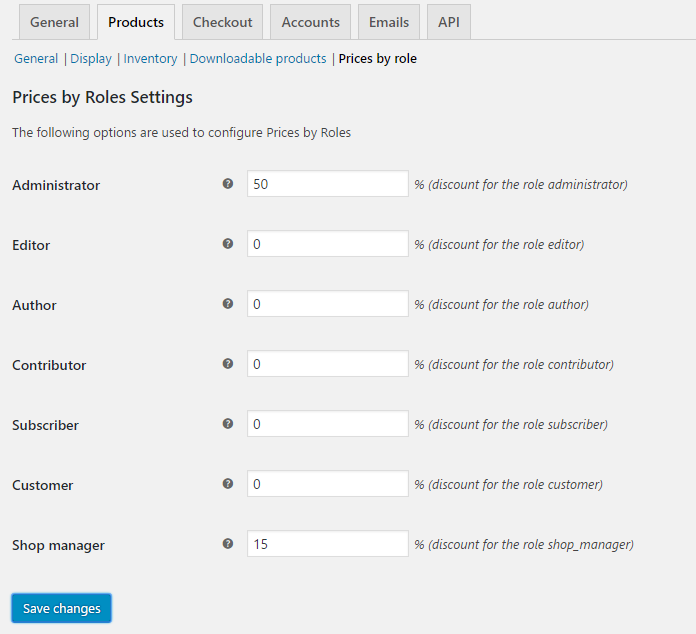 General Products Checkout Accounts Emails API
General | Display | Inventory | Downloadable products | Prices by role
Prices by Roles Settings
The following options are used to configure Prices by Roles
Administrator ? 50 % (discount for the role administrator)
Editor ? 0 % (discount for the role editor)
Author ? 0 % (discount for the role author)
Contributor ? 0 % (discount for the role contributor)
Subscriber ? 0 % (discount for the role subscriber)
Customer ? 0 % (discount for the role customer)
Shop manager ? 15 % (discount for the role shop_manager)
Save changes